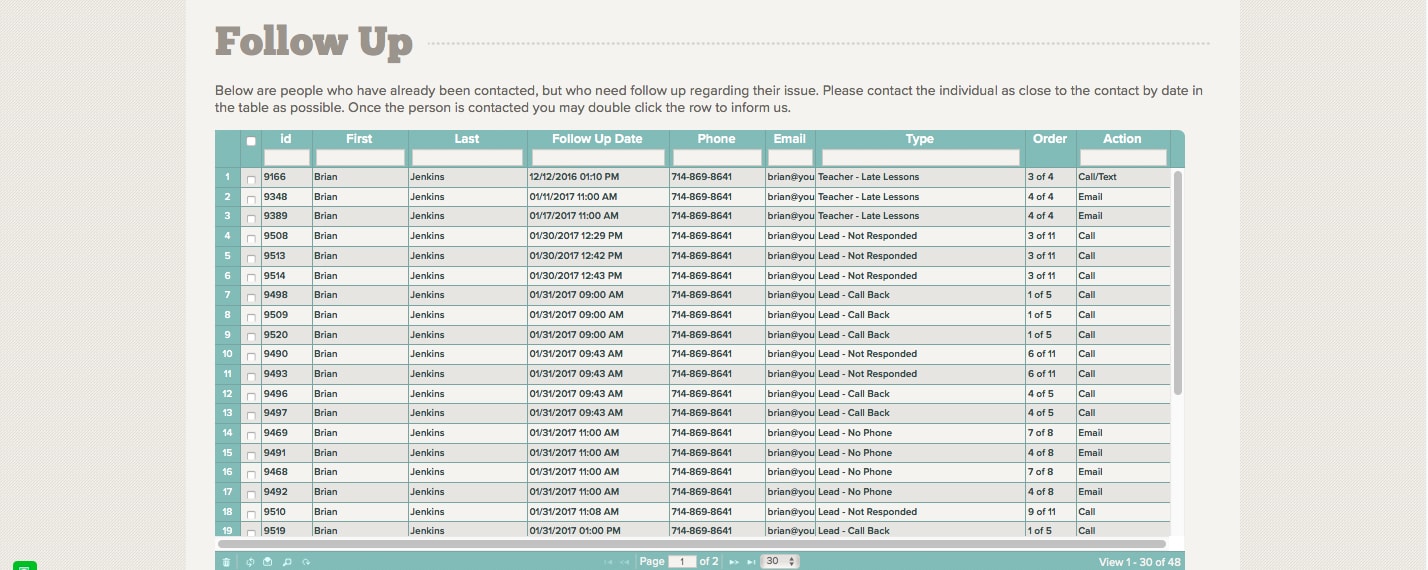 Follow Up
Below are people who have already been contacted, but who need follow up regarding their issue. Please contact the individual as close to the contact by date in
the table as possible. Once the person is contacted you may double click the row to inform us.
id First Last Follow Up Date Phone Email Type Order Action
1 9166 Brian Jenkins 12/12/2016 01:10 PM 714-869-8641 brian@you Teacher - Late Lessons 3 of 4 Call/Text
2 9348 Brian Jenkins 01/11/2017 11:00 AM 714-869-8641 brian@you Teacher - Late Lessons 4 of 4 Email
3 9389 Brian Jenkins 01/17/2017 11:00 AM 714-869-8641 brian@you Teacher - Late Lessons 4 of 4 Email
4 9508 Brian Jenkins 01/30/2017 12:29 PM 714-869-8641 brian@you Lead - Not Responded 3 of 11 Call
5 9513 Brian Jenkins 01/30/2017 12:42 PM 714-869-8641 brian@you Lead - Not Responded 3 of 11 Call
6 9514 Brian Jenkins 01/30/2017 12:43 PM 714-869-8641 brian@you Lead - Not Responded 3 of 11 Call
7 9498 Brian Jenkins 01/31/2017 09:00 AM 714-869-8641 brian@you Lead - Call Back 1 of 5 Call
8 9509 Brian Jenkins 01/31/2017 09:00 AM 714-869-8641 brian@you Lead - Call Back 1 of 5 Call
9 9520 Brian Jenkins 01/31/2017 09:00 AM 714-869-8641 brian@you Lead - Call Back 1 of 5 Call
10 9490 Brian Jenkins 01/31/2017 09:43 AM 714-869-8641 brian@you Lead - Not Responded 6 of 11 Call
11 9493 Brian Jenkins 01/31/2017 09:43 AM 714-869-8641 brian@you Lead - Not Responded 6 of 11 Call
12 9496 Brian Jenkins 01/31/2017 09:43 AM 714-869-8641 brian@you Lead - Call Back 4 of 5 Call
13 9497 Brian Jenkins 01/31/2017 09:43 AM 714-869-8641 brian@you Lead - Call Back 4 of 5 Call
14 9469 Brian Jenkins 01/31/2017 11:00 AM 714-869-8641 brian@you Lead - No Phone 7 of 8 Email
15 9491 Brian Jenkins 01/31/2017 11:00 AM 714-869-8641 brian@you Lead - No Phone 4 of 8 Email
16 9468 Brian Jenkins 01/31/2017 11:00 AM 714-869-8641 brian@you Lead - No Phone 7 of 8 Email
17 9492 Brian Jenkins 01/31/2017 11:00 AM 714-869-8641 brian@you Lead - No Phone 4 of 8 Email
18 9510 Brian Jenkins 01/31/2017 11:08 AM 714-869-8641 brian@you Lead - Not Responded 9 of 11 Call
19 9519 Brian Jenkins 01/31/2017 01:00 PM 714-869-8641 brian@you Lead - Call Back 1 of 5 Call
Page 1 of 2 30 View 1 - 30 of 48